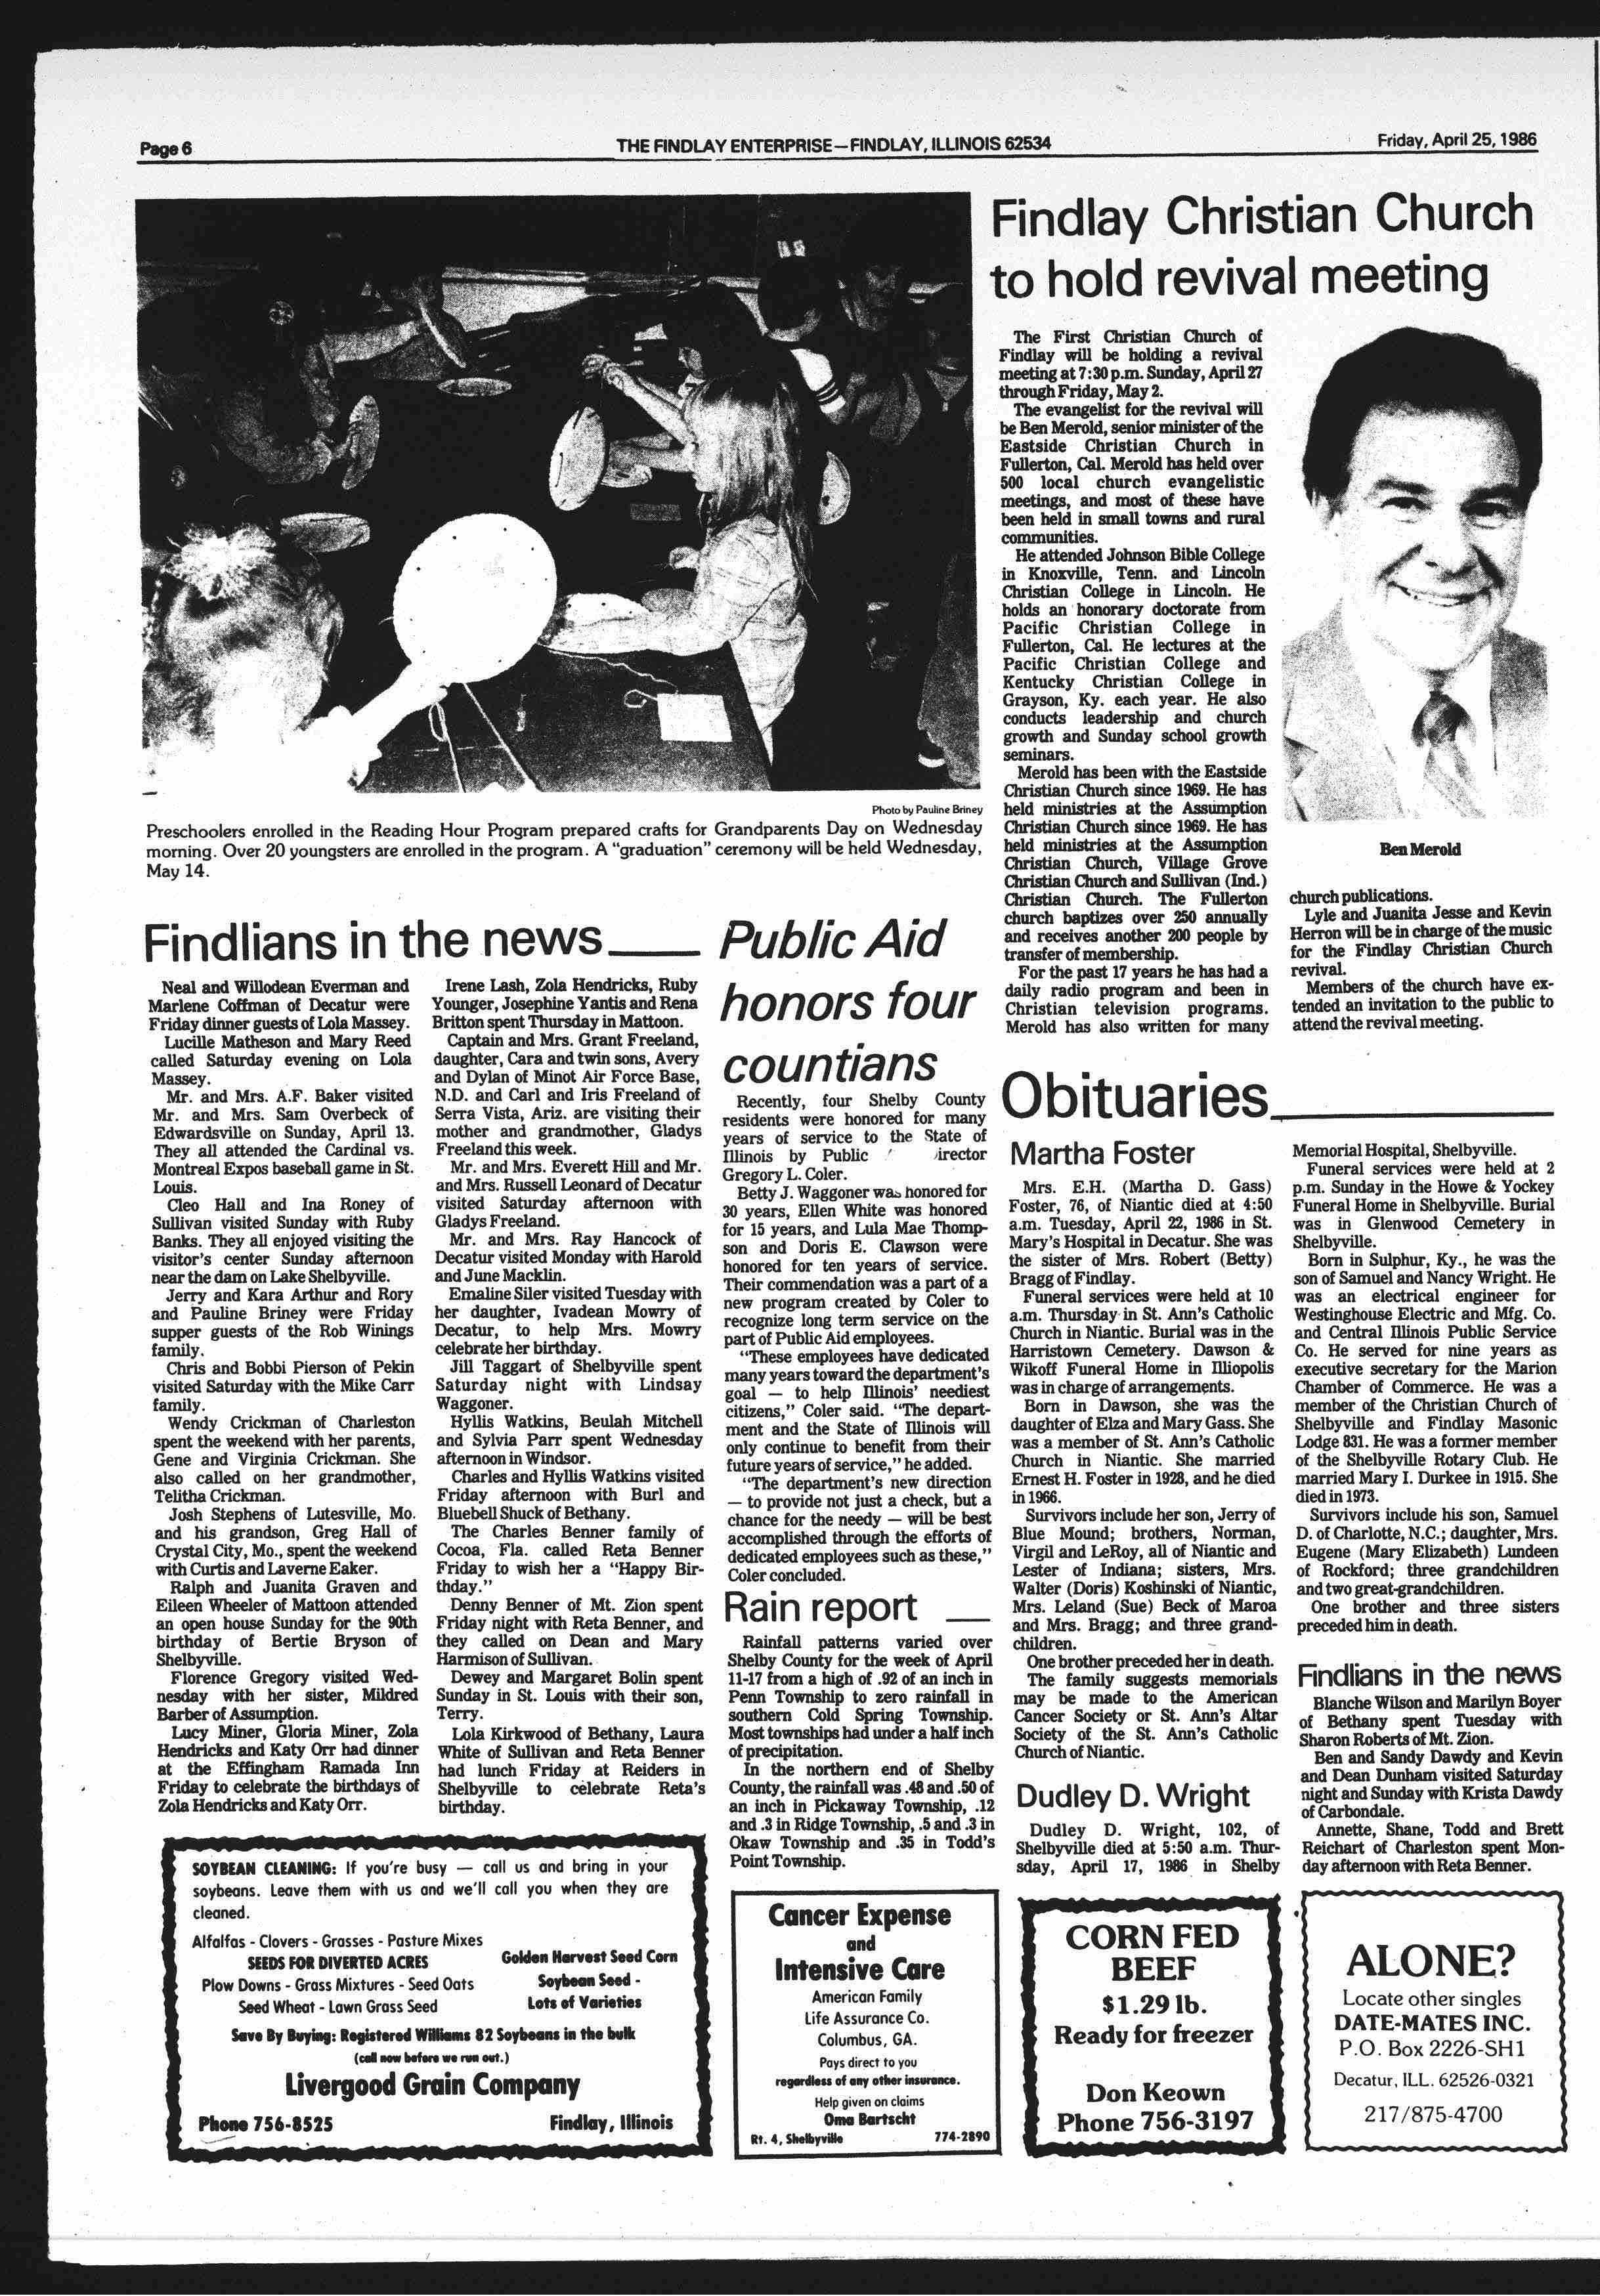 Page 6
THE FINDLAY ENTERPRISE—FINDLAY, ILLINOIS 62534
Friday, April 25, 1986
Photo by Pauline Briney
Preschoolers enrolled in the Reading Hour Program prepared crafts for Grandparents Day on Wednesday
morning. Over 20 youngsters are enrolled in the program. A "graduation" ceremony will be held Wednesday,
May 14.
Findlay Christian Church
to hold revival meeting
The First Christian Church of
Findlay will be holding a revival
meeting at 7:30 p.m. Sunday, April 27
through Friday, May 2.
The evangelist for the revival will
be Ben Merold, senior minister of the
Eastside Christian Church in
Fullerton, Cal. Merold has held over
500 local church evangelistic
meetings, and most of these have
been held in small towns and rural
communities.
He attended Johnson Bible College
in Knoxville, Tenn. and Lincoln
Christian College in Lincoln. He
holds an honorary doctorate from
Pacific Christian College in
Fullerton, Cal. He lectures at the
Pacific Christian College and
Kentucky Christian College in
Grayson, Ky. each year. He also
conducts leadership and church
growth and Sunday school growth
seminars.
Merold has been with the Eastside
Christian Church since 1969. He has
held ministries at the Assumption
Christian Church since 1969. He has
held ministries at the Assumption
Christian Church, Village Grove
Christian Church and Sullivan (Ind.)
Christian Church. The Fullerton
church baptizes over 250 annually
and receives another 200 people by
transfer of membership.
For the past 17 years he has had a
daily radio program and been in
Christian television programs.
Merold has also written for many
Ben Merold
church publications.
Lyle and Juanita Jesse and Kevin
Herron will be in charge of the music
for the Findlay Christian Church
revival.
Members of the church have ex-
tended an invitation to the public to
attend the revival meeting.
Findlians in the news
Neal and Willodean Everman and
Marlene Coffman of Decatur were
Friday dinner guests of Lola Massey.
Lucille Matheson and Mary Reed
called Saturday evening on Lola
Massey.
Mr. and Mrs. A.F. Baker visited
Mr. and Mrs. Sam Overbeck of
Edwardsville on Sunday, April 13.
They all attended the Cardinal vs.
Montreal Expos baseball game in St.
Louis.
Cleo Hall and Ina Roney of
Sullivan visited Sunday with Ruby
Banks. They all enjoyed visiting the
visitor's center Sunday afternoon
near the dam on Lake Shelbyville.
Jerry and Kara Arthur and Rory
and Pauline Briney were Friday
supper guests of the Rob Winings
family.
Chris and Bobbi Pierson of Pekin
visited Saturday with the Mike Carr
family.
Wendy Crickman of Charleston
spent the weekend with her parents,
Gene and Virginia Crickman. She
also called on her grandmother,
Telitha Crickman.
Josh Stephens of Lutesville, Mo.
and his grandson, Greg Hall of
Crystal City, Mo., spent the weekend
with Curtis and Laverne Eaker.
Ralph and Juanita Graven and
Eileen Wheeler of Mattoon attended
an open house Sunday for the 90th
birthday of Bertie Bryson of
Shelbyville.
Florence Gregory visited Wed-
nesday with her sister, Mildred
Barber of Assumption.
Lucy Miner, Gloria Miner, Zola
Hendricks and Katy Orr had dinner
at the Effingham Ramada Inn
Friday to celebrate the birthdays of
Zola Hendricks and Katy Orr.
Irene Lash, Zola Hendricks, Ruby
Younger, Josephine Yantis and Rena
Britton spent Thursday in Mattoon.
Captain and Mrs. Grant Freeland,
daughter, Cara and twin sons, Avery
and Dylan of Minot Air Force Base,
N.D. and Carl and Iris Freeland of
Serra Vista, Ariz. are visiting their
mother and grandmother, Gladys
Freeland this week.
Mr. and Mrs. Everett Hill and Mr.
and Mrs. Russell Leonard of Decatur
visited Saturday afternoon with
Gladys Freeland.
Mr. and Mrs. Ray Hancock of
Decatur visited Monday with Harold
and June Macklin.
Emaline Siler visited Tuesday with
her daughter, Ivadean Mowry of
Decatur, to help Mrs. Mowry
celebrate her birthday.
Jill Taggart of Shelbyville spent
Saturday night with Lindsay
Waggoner.
Hyllis Watkins, Beulah Mitchell
and Sylvia Parr spent Wednesday
afternoon in Windsor.
Charles and Hyllis Watkins visited
Friday afternoon with Burl and
Bluebell Shuck of Bethany.
The Charles Benner family of
Cocoa, Fla. called Reta Benner
Friday to wish her a "Happy Bir-
thday."
Denny Benner of Mt. Zion spent
Friday night with Reta Benner, and
they called on Dean and Mary
Harmison of Sullivan.
Dewey and Margaret Bolin spent
Sunday in St. Louis with their son,
Terry.
Lola Kirkwood of Bethany, Laura
White of Sullivan and Reta Benner
had lunch Friday at Reiders in
Shelbyville to celebrate Reta's
birthday.
Public Aid
honors four
countians
Recently, four Shelby County
residents were honored for many
years of service to the State of
Illinois by Public irector
Gregory L. Coler.
Betty J. Waggoner was honored for
30 years, Ellen White was honored
for 15 years, and Lula Mae Thomp-
son and Doris E. Clawson were
honored for ten years of service.
Their commendation was a part of a
new program created by Coler to
recognize long term service on the
part of Public Aid employees.
"These employees have dedicated
many years toward the department's
goal — to help Illinois' neediest
citizens," Coler said. "The depart-
ment and the State of Illinois will
only continue to benefit from their
future years of service," he added.
"The department's new direction
— to provide not just a check, but a
chance for the needy — will be best
accomplished through the efforts of
dedicated employees such as these,"
Coler concluded.
Rain report
Rainfall patterns varied over
Shelby County for the week of April
11-17 from a high of .92 of an inch in
Penn Township to zero rainfall in
southern Cold Spring Township.
Most townships had under a half inch
of precipitation.
In the northern end of Shelby
County, the rainfall was .48 and .50 of
an inch in Pickaway Township, .12
and .3 in Ridge Township, .5 and .3 in
Okaw Township and .35 in Todd's
Point Township.
Obituaries
Martha Foster
Mrs. E.H. (Martha D. Gass)
Foster, 76, of Niantic died at 4:50
a.m. Tuesday, April 22, 1986 in St.
Mary's Hospital in Decatur. She was
the sister of Mrs. Robert (Betty)
Bragg of Findlay.
Funeral services were held at 10
a.m. Thursday in St. Ann's Catholic
Church in Niantic. Burial was in the
Harristown Cemetery. Dawson &
Wikoff Funeral Home in Illiopolis
was in charge of arrangements.
Born in Dawson, she was the
daughter of Elza and Mary Gass. She
was a member of St. Ann's Catholic
Church in Niantic. She married
Ernest H. Foster in 1928, and he died
in 1966.
Survivors include her son, Jerry of
Blue Mound; brothers, Norman,
Virgil and LeRoy, all of Niantic and
Lester of Indiana; sisters, Mrs.
Walter (Doris) Koshinski of Niantic,
Mrs. Leland (Sue) Beck of Maroa
and Mrs. Bragg; and three grand-
children.
One brother preceded her in death.
The family suggests memorials
may be made to the American
Cancer Society or St. Ann's Altar
Society of the St. Ann's Catholic
Church of Niantic.
Dudley D. Wright
Dudley D. Wright, 102, of
Shelbyville died at 5:50 a.m. Thur-
sday, April 17, 1986 in Shelby
Memorial Hospital, Shelbyville.
Funeral services were held at 2
p.m. Sunday in the Howe & Yockey
Funeral Home in Shelbyville. Burial
was in Glenwood Cemetery in
Shelbyville.
Born in Sulphur, Ky., he was the
son of Samuel and Nancy Wright. He
was an electrical engineer for
Westinghouse Electric and Mfg. Co.
and Central Illinois Public Service
Co. He served for nine years as
executive secretary for the Marion
Chamber of Commerce. He was a
member of the Christian Church of
Shelbyville and Findlay Masonic
Lodge 831. He was a former member
of the Shelbyville Rotary Club. He
married Mary I. Durkee in 1915. She
died in 1973.
Survivors include his son, Samuel
D. of Charlotte, N.C.; daughter, Mrs.
Eugene (Mary Elizabeth) Lundeen
of Rockford; three grandchildren
and two great-grandchildren.
One brother and three sisters
preceded him in death.
Findlians in the news
Blanche Wilson and Marilyn Boyer
of Bethany spent Tuesday with
Sharon Roberts of Mt. Zion.
Ben and Sandy Dawdy and Kevin
and Dean Dunham visited Saturday
night and Sunday with Krista Dawdy
of Carbondale.
Annette, Shane, Todd and Brett
Reichart of Charleston spent Mon-
day afternoon with Reta Benner.
SOYBEAN CLEANING: If you're busy — call us and bring in your
soybeans. Leave them with us and we'll call you when they are
cleaned.
Alfalfas - Clovers - Grasses - Pasture Mixes
SEEDS FOR DIVERTED ACRES
Plow Downs - Grass Mixtures - Seed Oats
Seed Wheat - Lawn Grass Seed
Golden Harvest Seed Corn
Soybean Seed -
Lots of Varieties
Save By Buying: Registered Williams 82 Soybeans in the bulk
(call now before we run out.)
Livergood Grain Company
Phone 756-8525
Findlay, Illinois
Cancer Expense
and
Intensive Care
American Family
Life Assurance Co.
Columbus, GA.
Pays direct to you
regardless of any other insurance.
Help given on claims
Oma Bartscht
Rt. 4, Shelbyville
774-2890
CORN FED
BEEF
$1.29 lb.
Ready for freezer
Don Keown
Phone 756-3197
ALONE?
Locate other singles
DATE-MATES INC.
P.O. Box 2226-SH1
Decatur, ILL. 62526-0321
217/875-4700